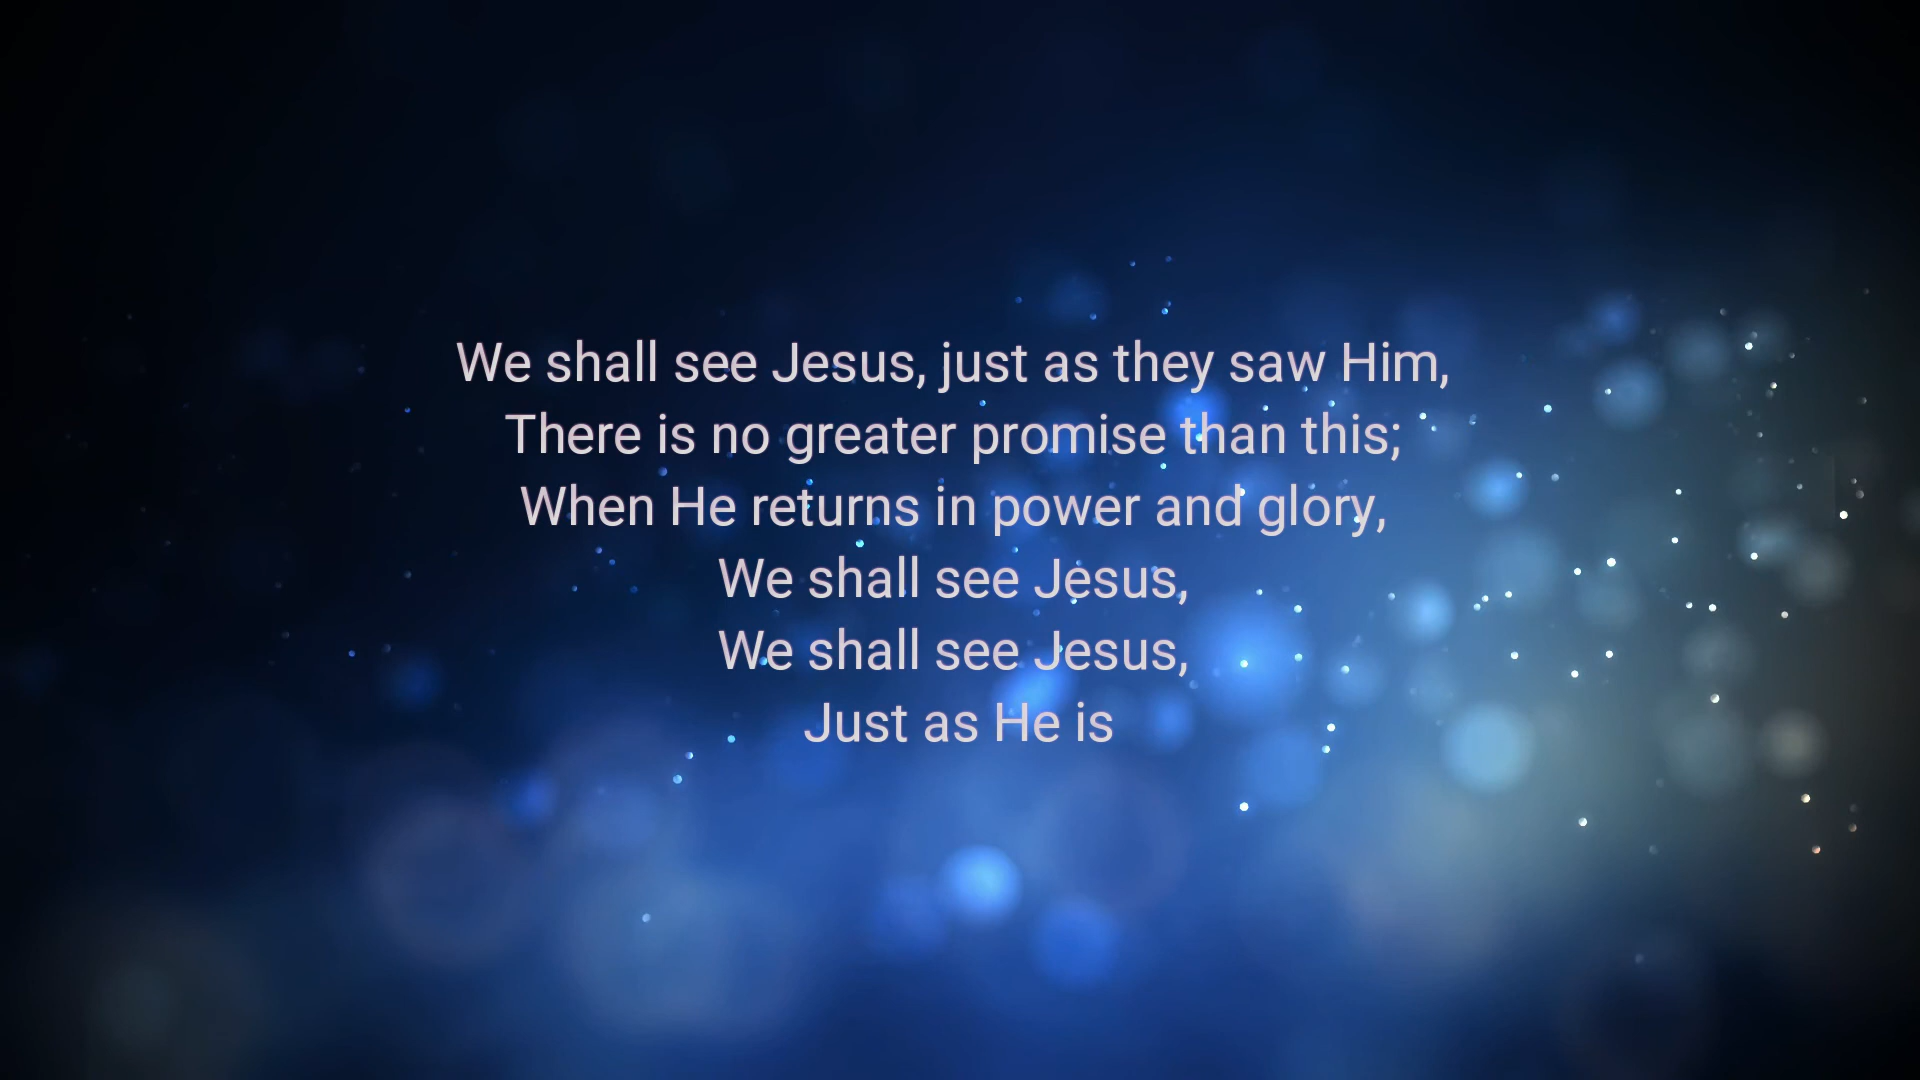 We shall see Jesus, just as they saw Him,
There is no greater promise than this;
When He returns in power and glory,
We shall see Jesus,
We shall see Jesus,
Just as He is